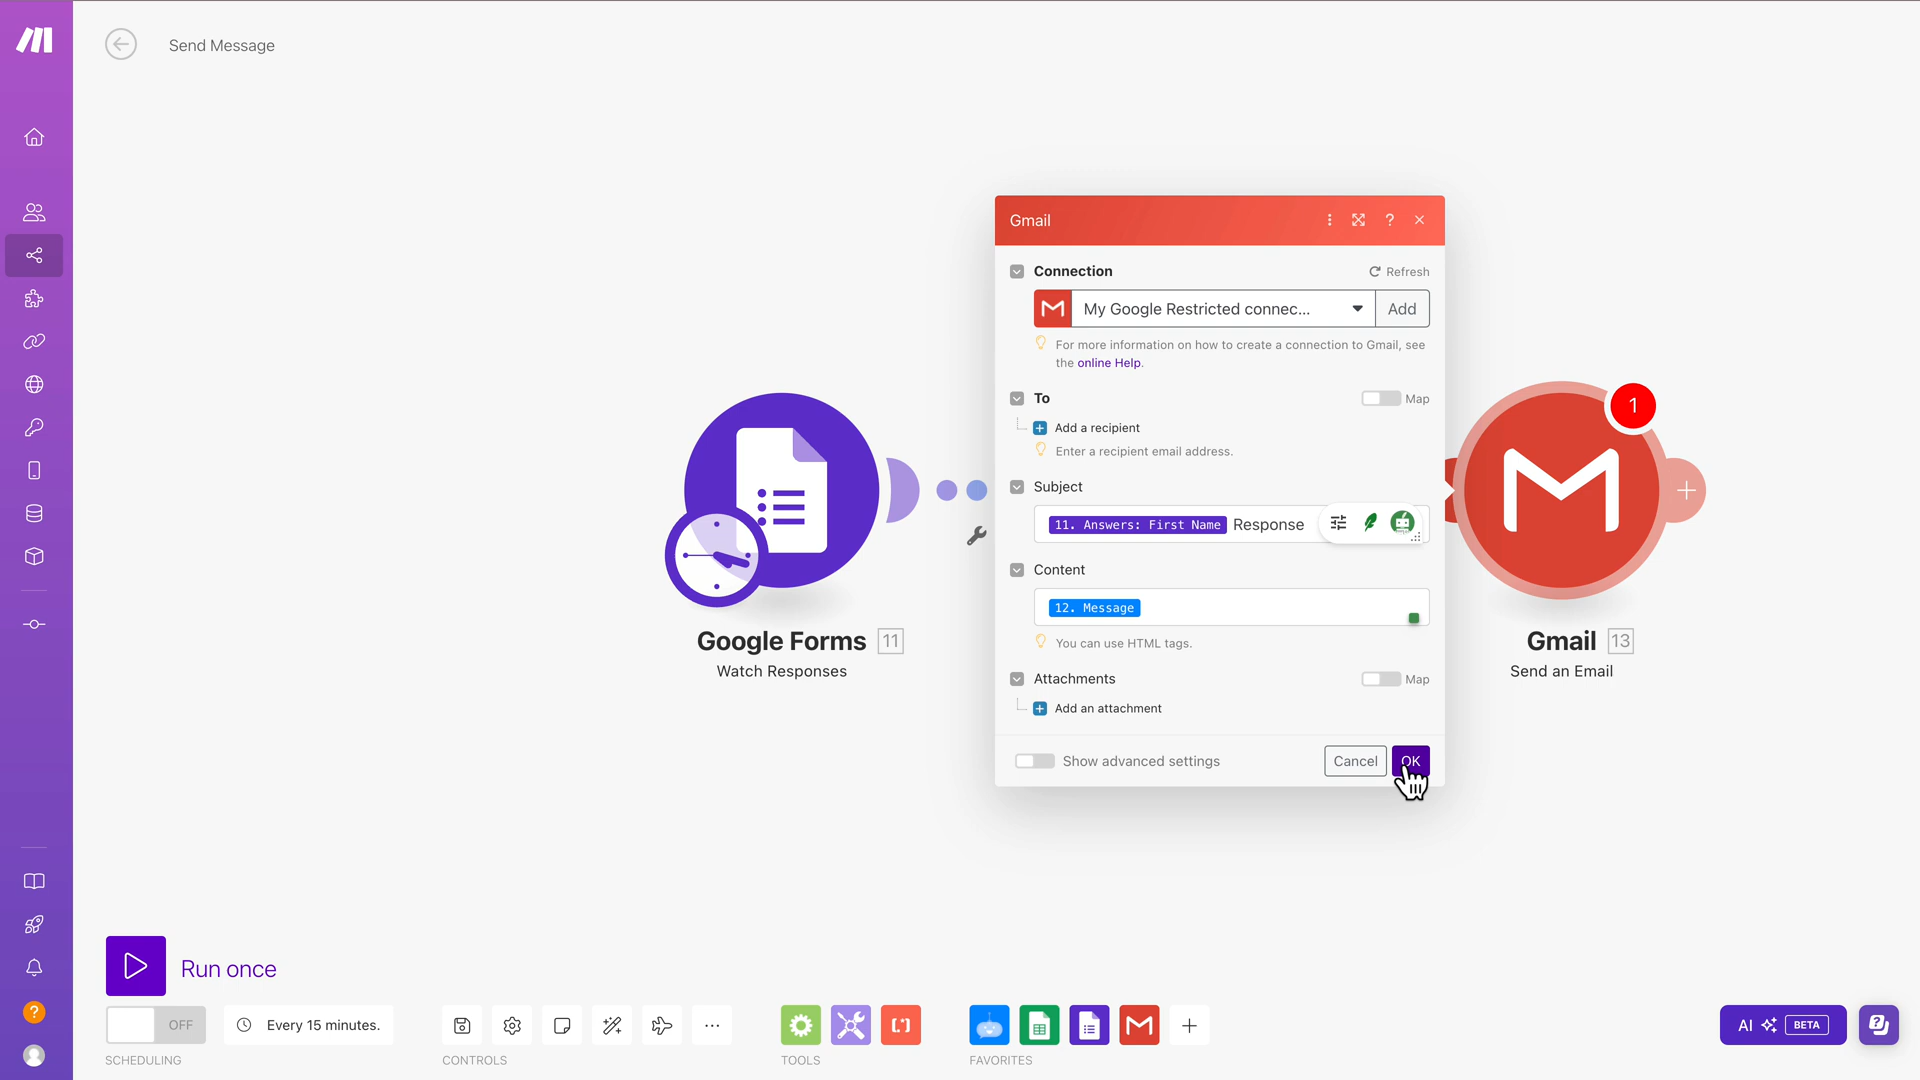 Send Message
Gmail
?
Connection
Refresh
My Google Restricted connec...
Add
For more information on how to create a connection to Gmail, see
the online Help.
To
Map
Add a recipient
Enter a recipient email address.
Subject
11. Answers: First Name Response
Content
12. Message
You can use HTML tags.
Attachments
Map
Add an attachment
Show advanced settings
Cancel
OK
Google Forms 11
Watch Responses
1
Gmail 13
Send an Email
Run once
OFF
Every 15 minutes.
SCHEDULING
CONTROLS
TOOLS
FAVORITES
AI BETA
?